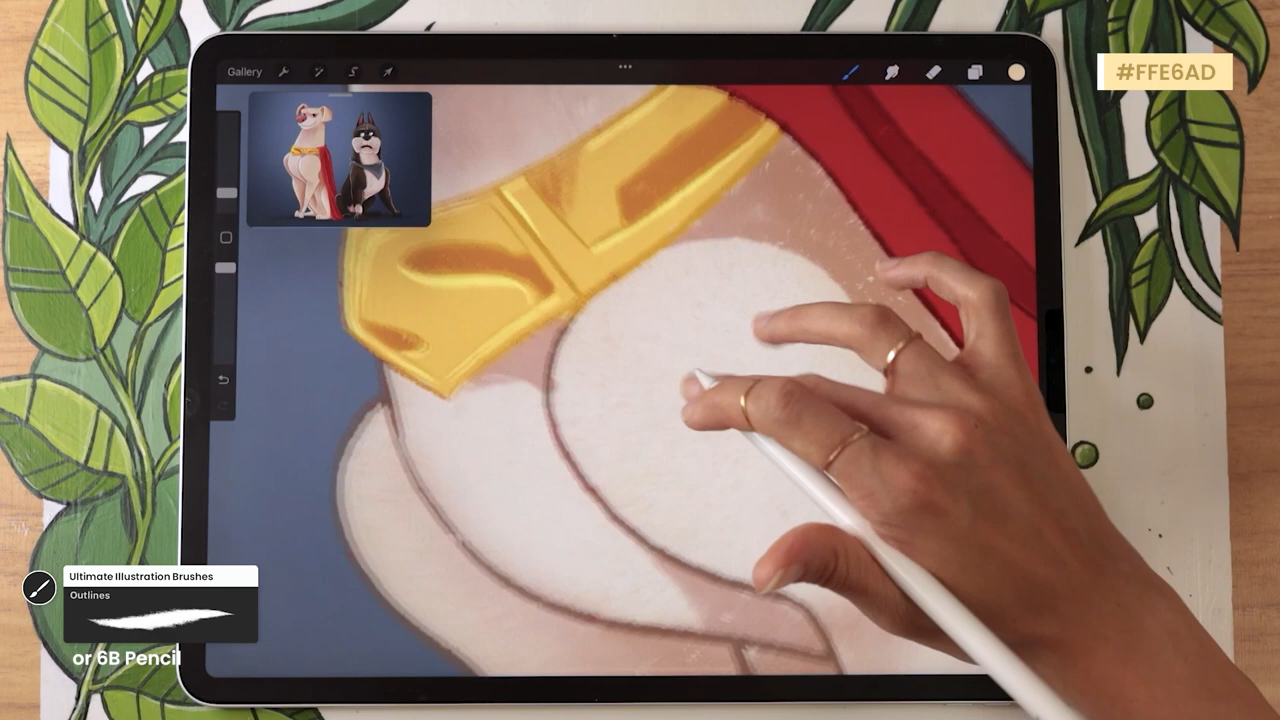 Gallery
#FFE6AD
Ultimate Illustration Brushes
Outlines
or 6B Pencil